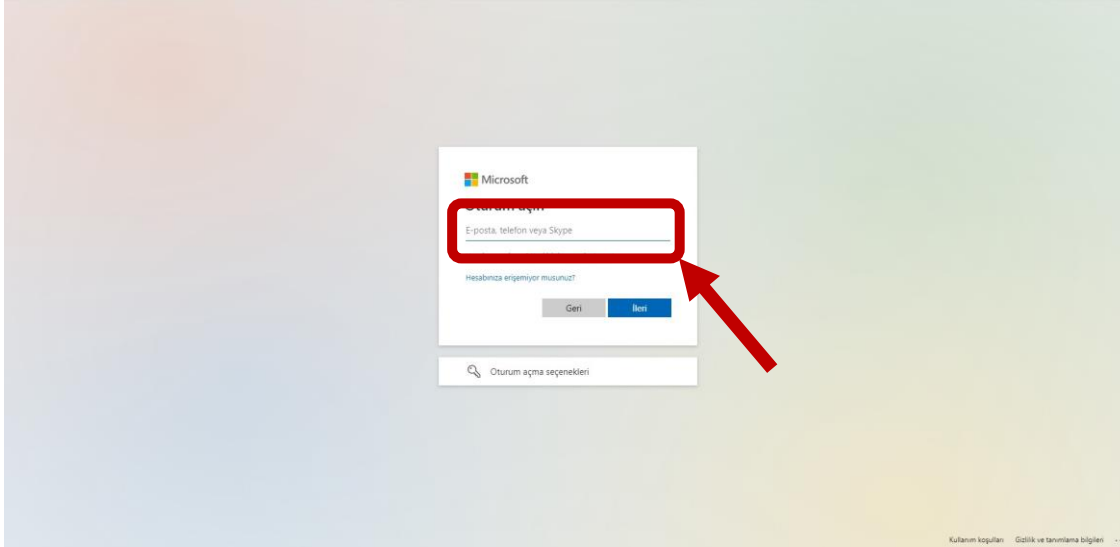 Microsoft
Oturum açın
E-posta, telefon veya Skype
Hesabınıza erişemiyor musunuz?
Geri
İleri
Oturum açma seçenekleri
Kullanım koşulları Gizlilik ve tanımlama bilgileri